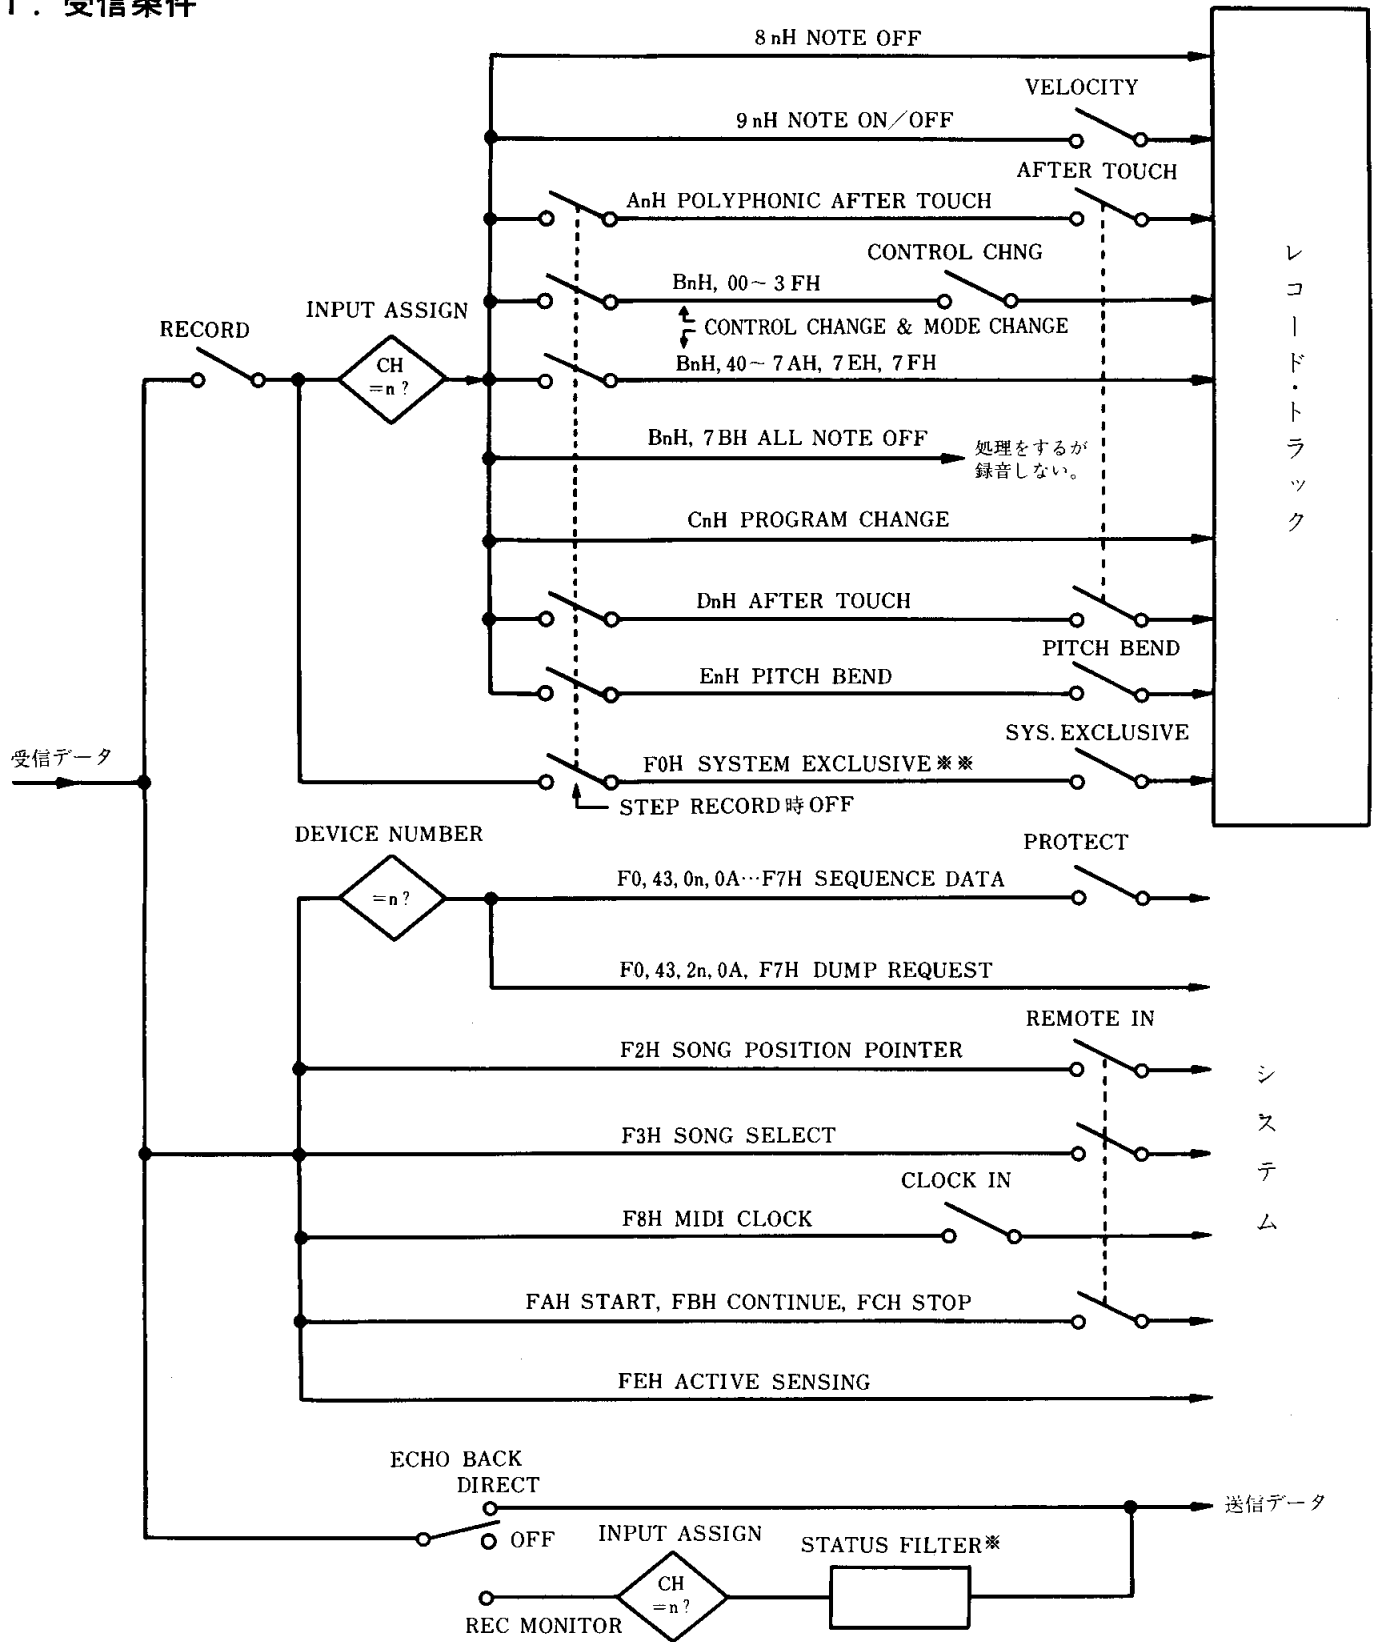 1. 受信条件
8nH NOTE OFF
VELOCITY
9nH NOTE ON/OFF
AFTER TOUCH
AnH POLYPHONIC AFTER TOUCH
CONTROL CHNG
BnH, 00~3FH
INPUT ASSIGN
RECORD
CONTROL CHANGE & MODE CHANGE
CH
=n?
BnH, 40~7AH, 7EH, 7FH
BnH, 7BH ALL NOTE OFF
処理をするが
録音しない。
CnH PROGRAM CHANGE
DnH AFTER TOUCH
PITCH BEND
EnH PITCH BEND
SYS. EXCLUSIVE
F0H SYSTEM EXCLUSIVE※※
STEP RECORD時OFF
レコード・トラック
受信データ
DEVICE NUMBER
=n?
PROTECT
F0, 43, 0n, 0A…F7H SEQUENCE DATA
F0, 43, 2n, 0A, F7H DUMP REQUEST
REMOTE IN
F2H SONG POSITION POINTER
F3H SONG SELECT
CLOCK IN
F8H MIDI CLOCK
FAH START, FBH CONTINUE, FCH STOP
FEH ACTIVE SENSING
システム
ECHO BACK
DIRECT
送信データ
OFF
INPUT ASSIGN
STATUS FILTER※
CH
=n?
REC MONITOR